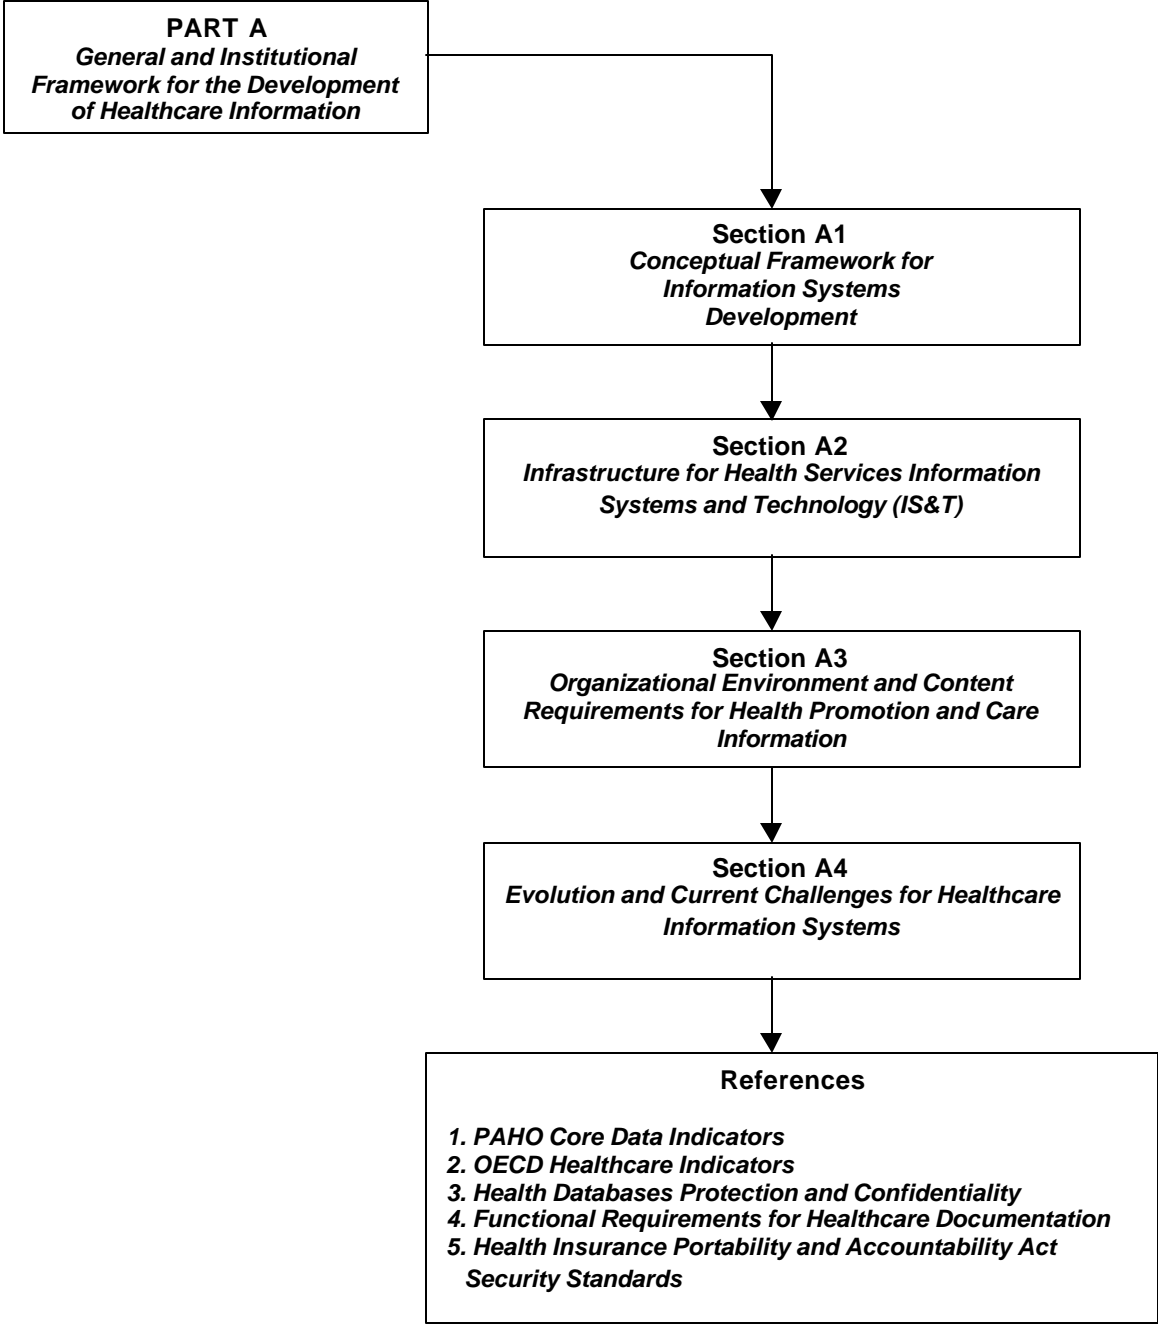 PART A
General and Institutional
Framework for the Development
of Healthcare Information
Section A1
Conceptual Framework for
Information Systems
Development
Section A2
Infrastructure for Health Services Information
Systems and Technology (IS&T)
Section A3
Organizational Environment and Content
Requirements for Health Promotion and Care
Information
Section A4
Evolution and Current Challenges for Healthcare
Information Systems
References
1. PAHO Core Data Indicators
2. OECD Healthcare Indicators
3. Health Databases Protection and Confidentiality
4. Functional Requirements for Healthcare Documentation
5. Health Insurance Portability and Accountability Act
Security Standards